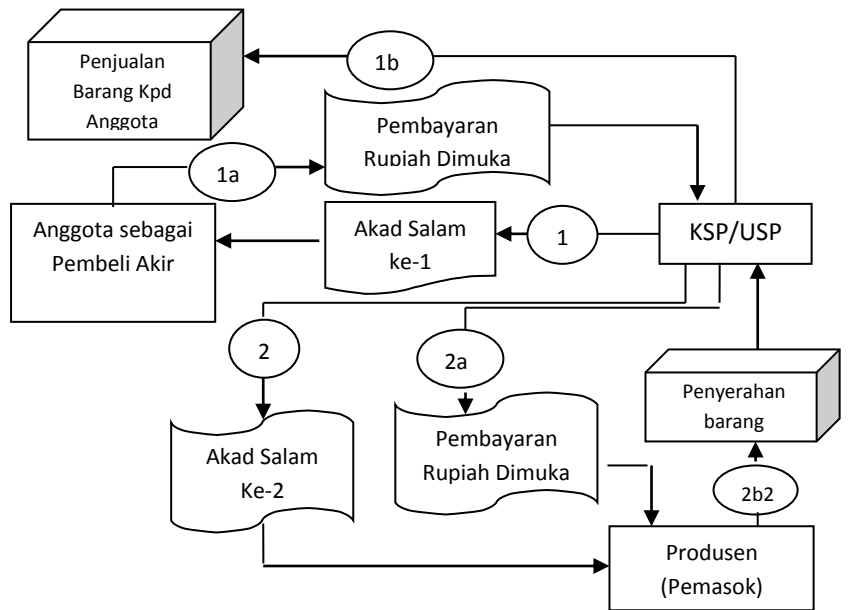 Penjualan
Barang Kpd
Anggota
1b
Pembayaran
Rupiah Dimuka
1a
Anggota sebagai
Pembeli Akir
Akad Salam
ke-1
1
KSP/USP
2
2a
Penyerahan
barang
Akad Salam
Ke-2
Pembayaran
Rupiah Dimuka
2b2
Produsen
(Pemasok)